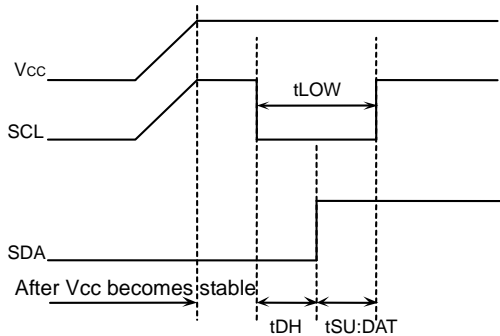 Vcc
tLOW
SCL
SDA
After Vcc becomes stable
tDH
tSU:DAT